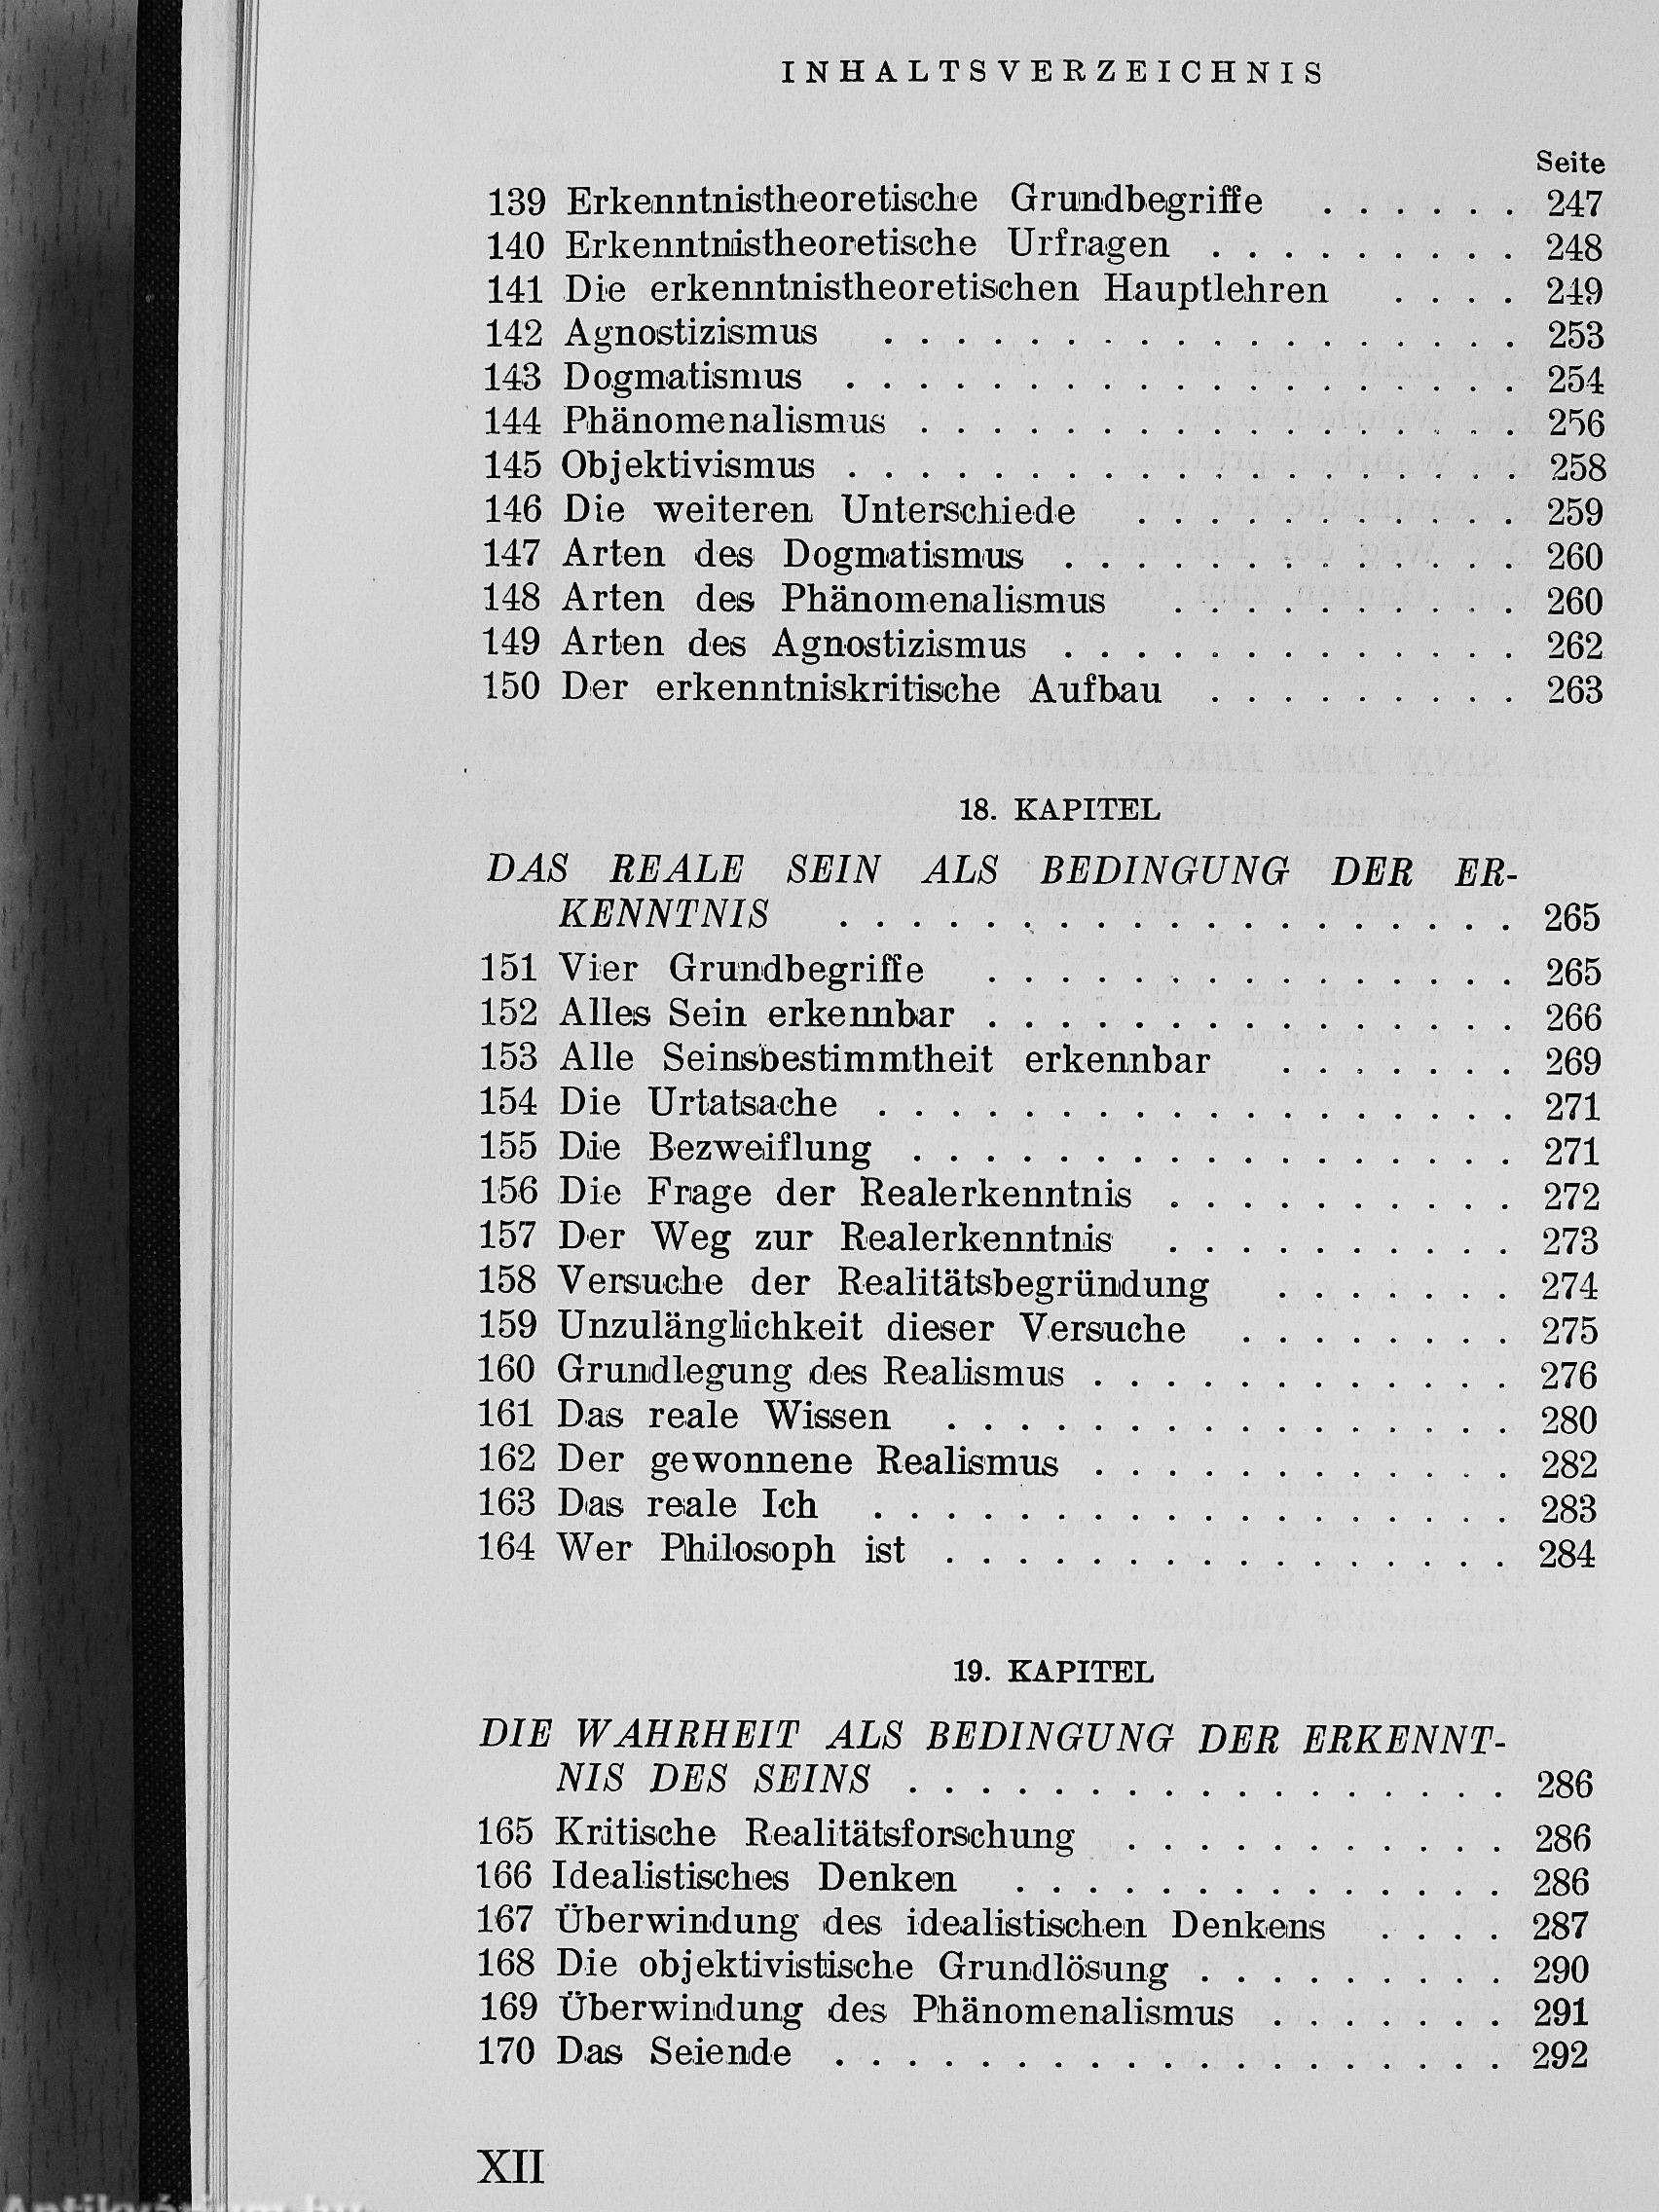 INHALTSVERZEICHNIS
Seite
139 Erkenntnistheoretische Grundbegriffe . . . . . . 247
140 Erkenntnistheoretische Urfragen . . . . . . . . . 248
141 Die erkenntnistheoretischen Hauptlehren . . . . 249
142 Agnostizismus . . . . . . . . . . . . . . . . . . 253
143 Dogmatismus . . . . . . . . . . . . . . . . . . . 254
144 Phänomenalismus . . . . . . . . . . . . . . . . . 256
145 Objektivismus . . . . . . . . . . . . . . . . . . . 258
146 Die weiteren Unterschiede . . . . . . . . . . . 259
147 Arten des Dogmatismus . . . . . . . . . . . . . 260
148 Arten des Phänomenalismus . . . . . . . . . . 260
149 Arten des Agnostizismus . . . . . . . . . . . . . 262
150 Der erkenntniskritische Aufbau . . . . . . . . . 263
18. KAPITEL
DAS REALE SEIN ALS BEDINGUNG DER ER-
KENNTNIS . . . . . . . . . . . . . . . . . . . 265
151 Vier Grundbegriffe . . . . . . . . . . . . . . . 265
152 Alles Sein erkennbar . . . . . . . . . . . . . . . 266
153 Alle Seinsbestimmtheit erkennbar . . . . . . . 269
154 Die Urtatsache . . . . . . . . . . . . . . . . . . 271
155 Die Bezweiflung . . . . . . . . . . . . . . . . . 271
156 Die Frage der Realerkenntnis . . . . . . . . . . 272
157 Der Weg zur Realerkenntnis . . . . . . . . . . 273
158 Versuche der Realitätsbegründung . . . . . . . 274
159 Unzulänglichkeit dieser Versuche . . . . . . . . 275
160 Grundlegung des Realismus . . . . . . . . . . . . 276
161 Das reale Wissen . . . . . . . . . . . . . . . . 280
162 Der gewonnene Realismus . . . . . . . . . . . . 282
163 Das reale Ich . . . . . . . . . . . . . . . . . . 283
164 Wer Philosoph ist . . . . . . . . . . . . . . . . 284
19. KAPITEL
DIE WAHRHEIT ALS BEDINGUNG DER ERKENNT-
NIS DES SEINS . . . . . . . . . . . . . . . . . 286
165 Kritische Realitätsforschung . . . . . . . . . . . 286
166 Idealistisches Denken . . . . . . . . . . . . . . 286
167 Überwindung des idealistischen Denkens . . . . 287
168 Die objektivistische Grundlösung . . . . . . . . . 290
169 Überwindung des Phänomenalismus . . . . . . . 291
170 Das Seiende . . . . . . . . . . . . . . . . . . . 292
XII